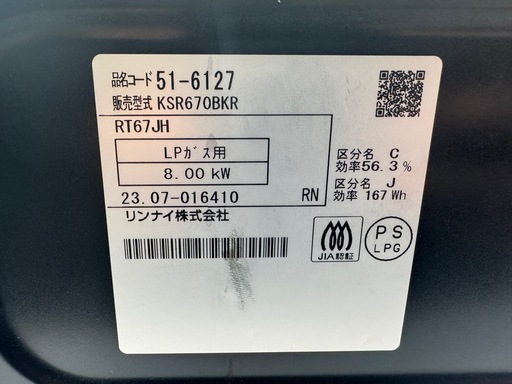 品名コード 51-6127
販売型式 KSR670BKR
RT67JH
LPガス用
8.00 kW
区分名 C
効率56.3%
区分名 J
効率 167 Wh
23.07-016410 RN
リンナイ株式会社
JIA認証
PS
LPG